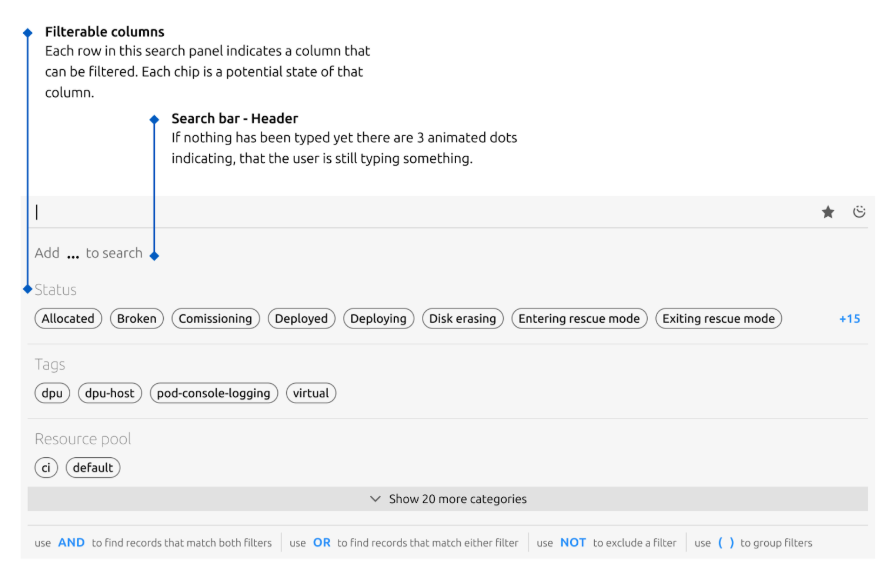 Filterable columns
Each row in this search panel indicates a column that
can be filtered. Each chip is a potential state of that
column.
Search bar - Header
If nothing has been typed yet there are 3 animated dots
indicating, that the user is still typing something.
Add ... to search
Status
Allocated Broken Comissioning Deployed Deploying Disk erasing Entering rescue mode Exiting rescue mode +15
Tags
dpu dpu-host pod-console-logging virtual
Resource pool
ci default
Show 20 more categories
use AND to find records that match both filters use OR to find records that match either filter use NOT to exclude a filter use ( ) to group filters